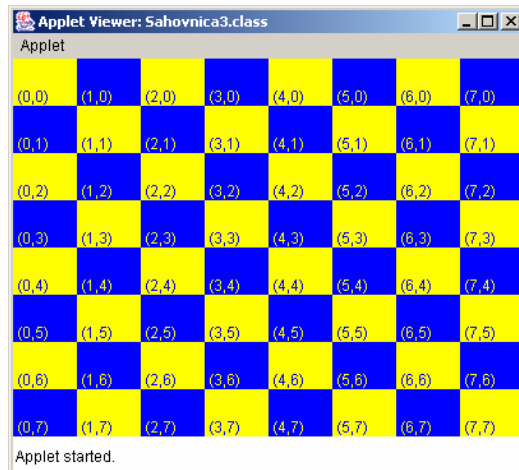 Applet Viewer: Sahovnica3.class
Applet
(0,0) (1,0) (2,0) (3,0) (4,0) (5,0) (6,0) (7,0)
(0,1) (1,1) (2,1) (3,1) (4,1) (5,1) (6,1) (7,1)
(0,2) (1,2) (2,2) (3,2) (4,2) (5,2) (6,2) (7,2)
(0,3) (1,3) (2,3) (3,3) (4,3) (5,3) (6,3) (7,3)
(0,4) (1,4) (2,4) (3,4) (4,4) (5,4) (6,4) (7,4)
(0,5) (1,5) (2,5) (3,5) (4,5) (5,5) (6,5) (7,5)
(0,6) (1,6) (2,6) (3,6) (4,6) (5,6) (6,6) (7,6)
(0,7) (1,7) (2,7) (3,7) (4,7) (5,7) (6,7) (7,7)
Applet started.